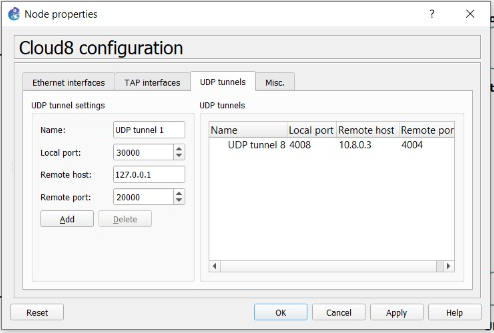 Node properties
Cloud8 configuration
Ethernet interfaces TAP interfaces UDP tunnels Misc.
UDP tunnel settings
Name: UDP tunnel 1
Local port: 30000
Remote host: 127.0.0.1
Remote port: 20000
Add Delete
UDP tunnels
Name Local port Remote host Remote por
UDP tunnel 8 4008 10.8.0.3 4004
Reset OK Cancel Apply Help